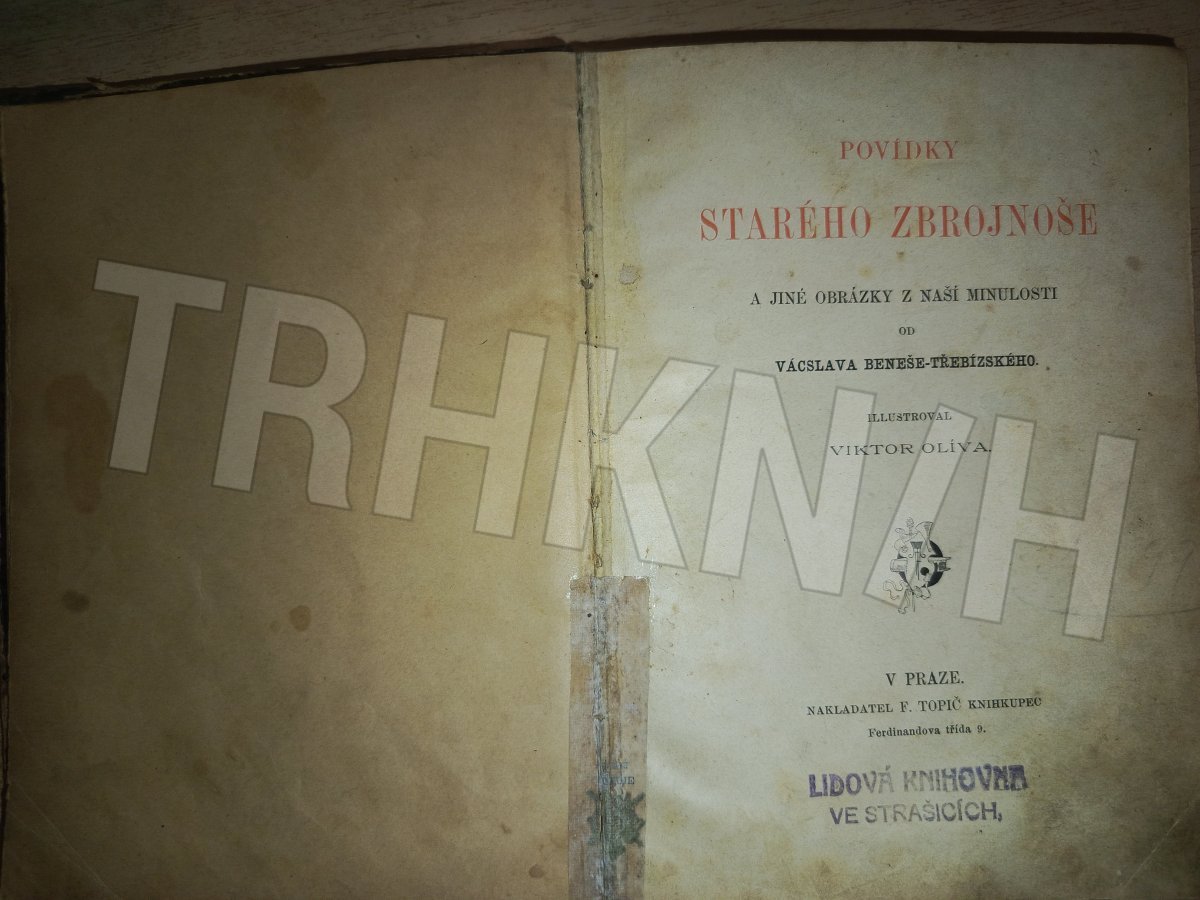 POVÍDKY
STARÉHO ZBROJNOŠE
A JINÉ OBRÁZKY Z NAŠÍ MINULOSTI
OD
VÁCSLAVA BENEŠE-TŘEBÍZSKÉHO.
ILLUSTROVAL
VIKTOR OLÍVA.
V PRAZE.
NAKLADATEL F. TOPIČ KNIHKUPEC
Ferdinandova třída 9.
LIDOVÁ KNIHOVNA
VE STRAŠICÍCH,
TRHKNIH